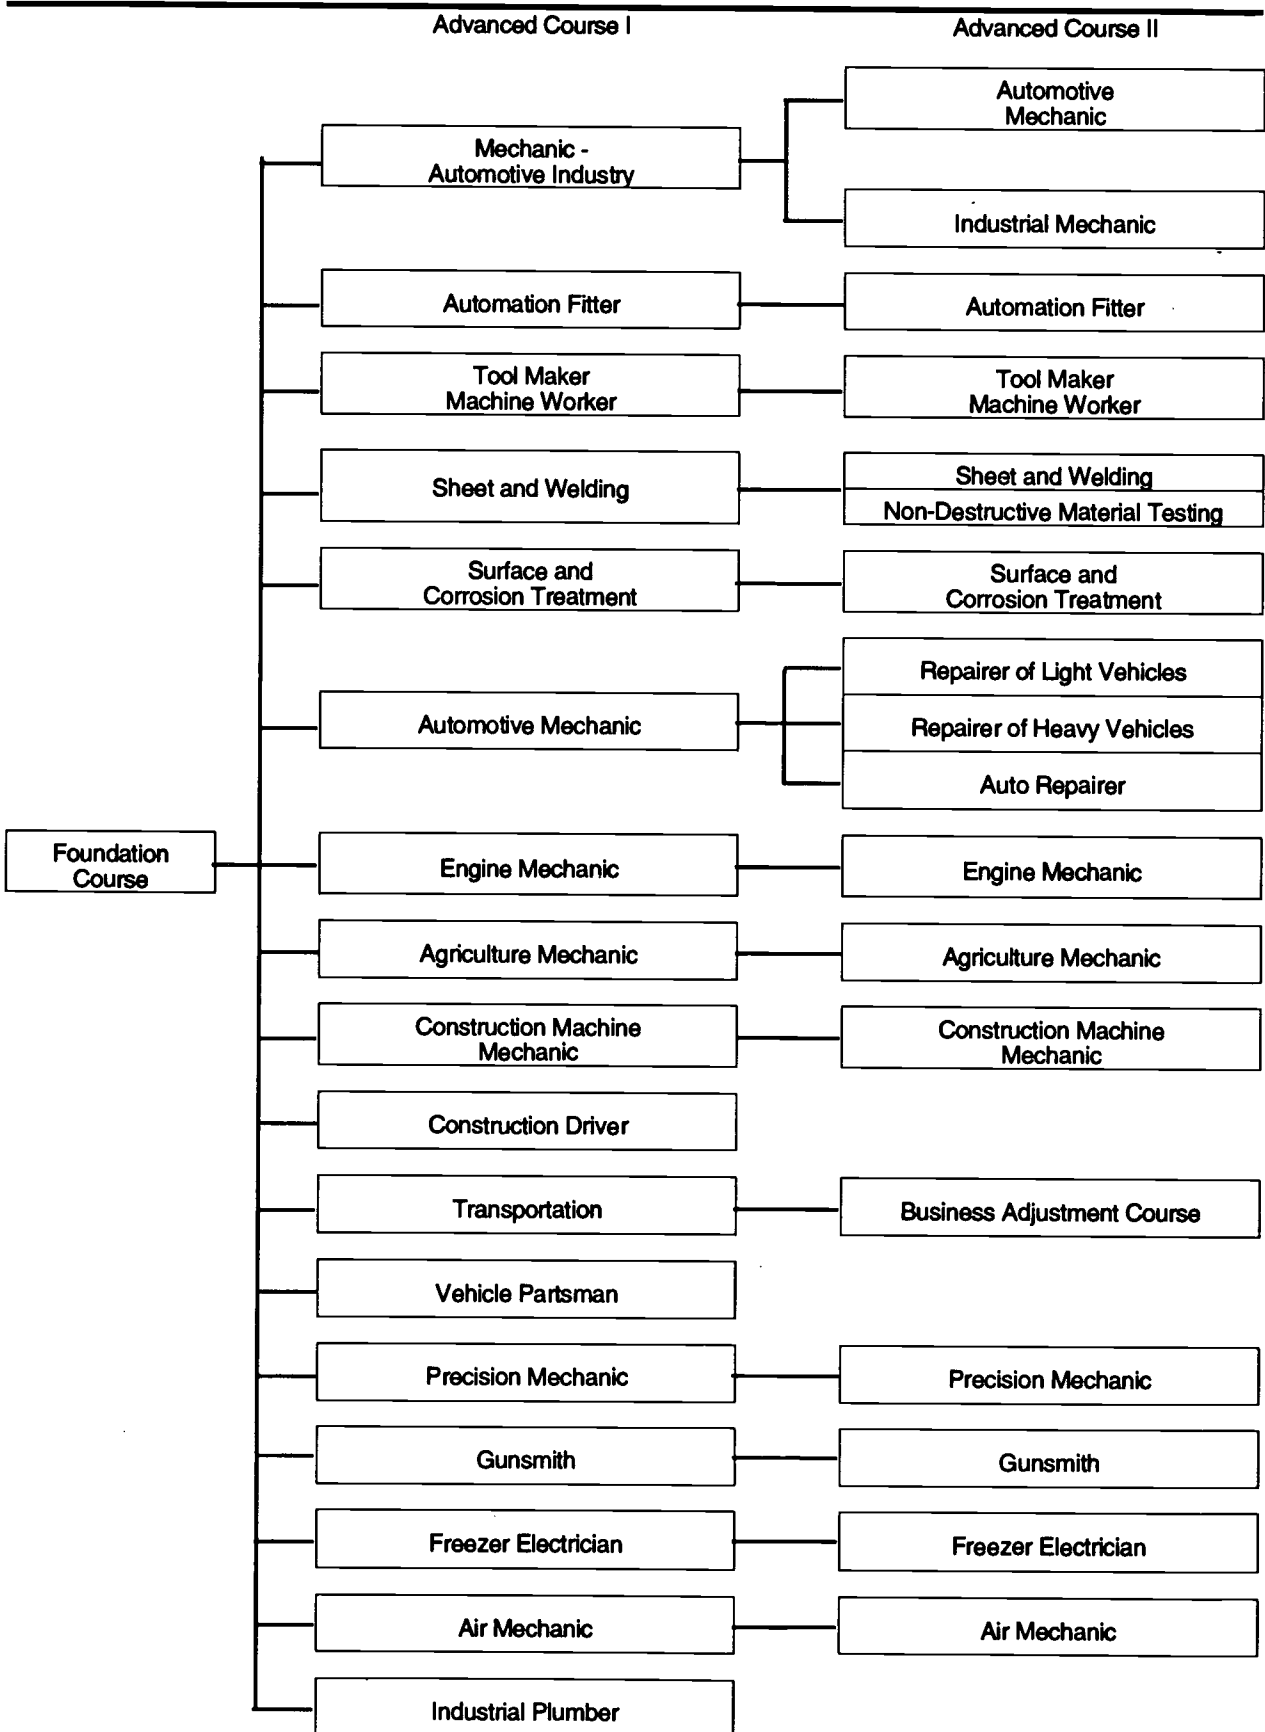 Advanced Course I
Advanced Course II
Automotive
Mechanic
Mechanic -
Automotive Industry
Industrial Mechanic
Automation Fitter
Automation Fitter
Tool Maker
Machine Worker
Tool Maker
Machine Worker
Sheet and Welding
Sheet and Welding
Non-Destructive Material Testing
Surface and
Corrosion Treatment
Surface and
Corrosion Treatment
Automotive Mechanic
Repairer of Light Vehicles
Repairer of Heavy Vehicles
Auto Repairer
Foundation
Course
Engine Mechanic
Engine Mechanic
Agriculture Mechanic
Agriculture Mechanic
Construction Machine
Mechanic
Construction Machine
Mechanic
Construction Driver
Transportation
Business Adjustment Course
Vehicle Partsman
Precision Mechanic
Precision Mechanic
Gunsmith
Gunsmith
Freezer Electrician
Freezer Electrician
Air Mechanic
Air Mechanic
Industrial Plumber